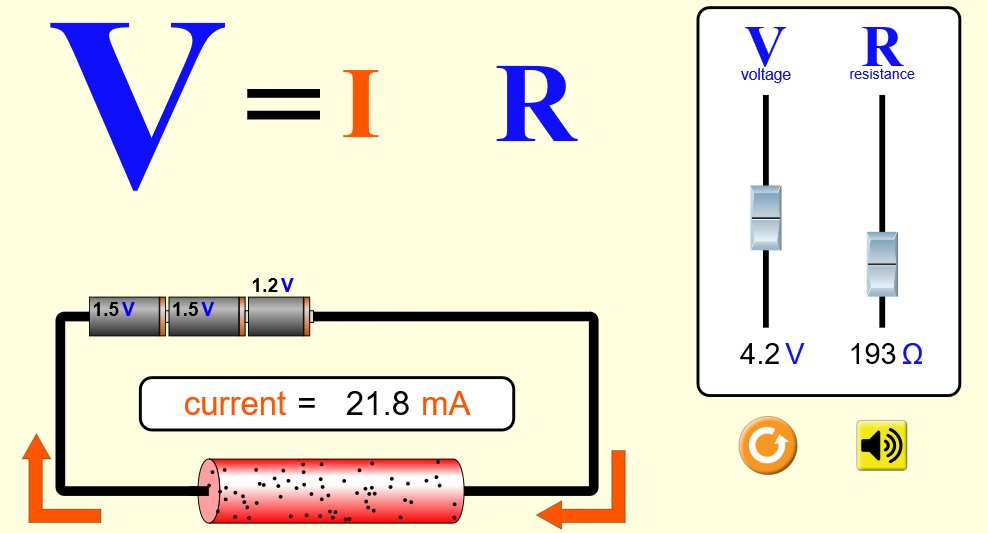 V = I R
V R
voltage resistance
4.2 V 193 Ω
1.2 V
1.5 V 1.5 V
current = 21.8 mA